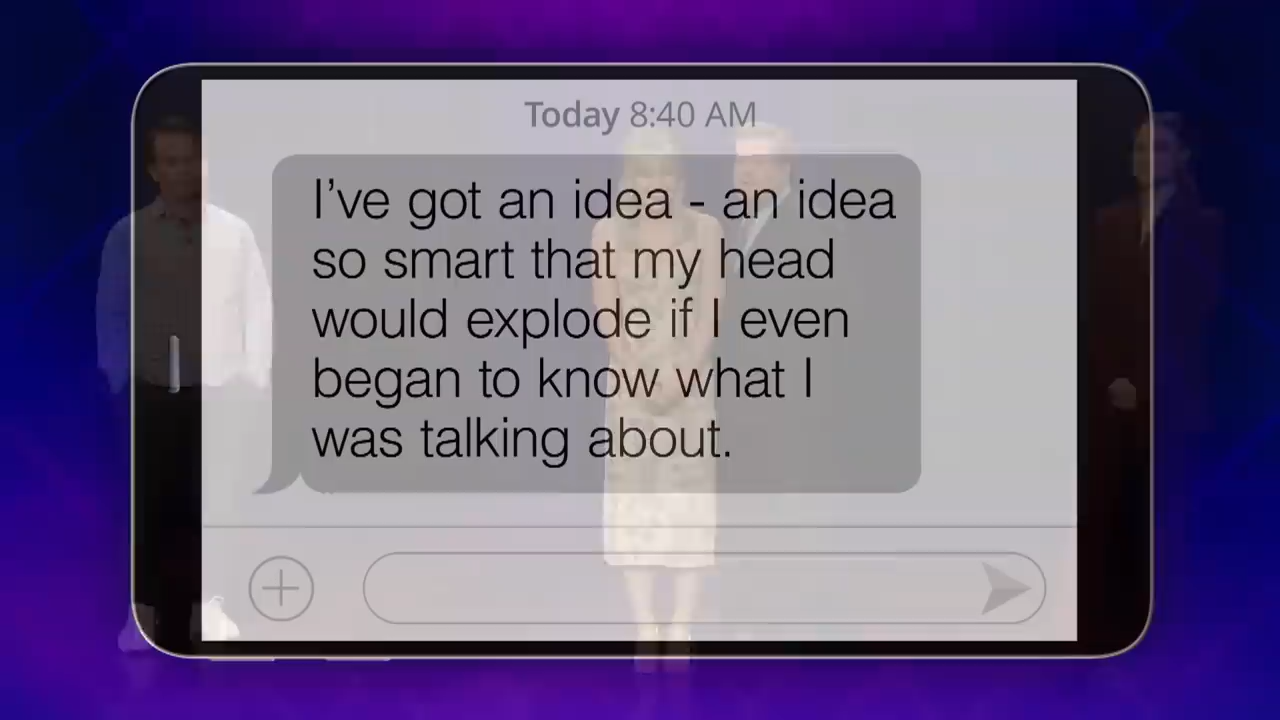 Today 8:40 AM
I've got an idea - an idea
so smart that my head
would explode if I even
began to know what I
was talking about.